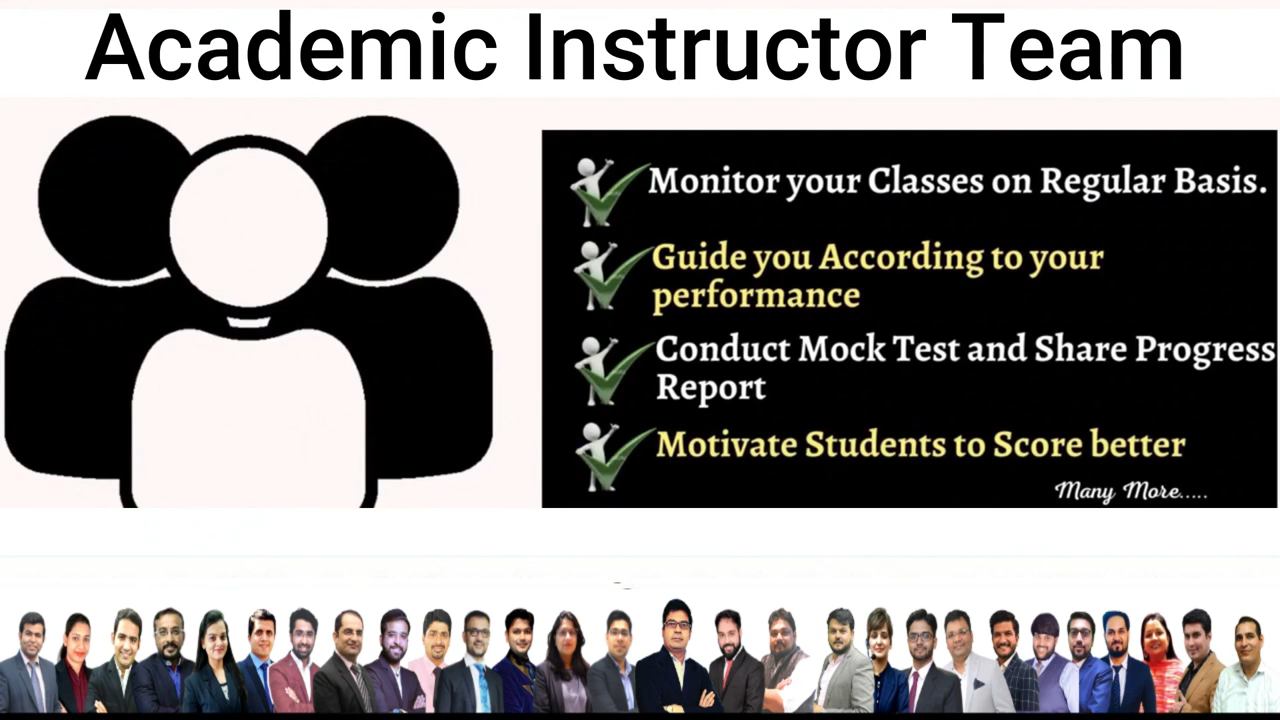 Academic Instructor Team
Monitor your Classes on Regular Basis.
Guide you According to your
performance
Conduct Mock Test and Share Progress
Report
Motivate Students to Score better
Many More.....